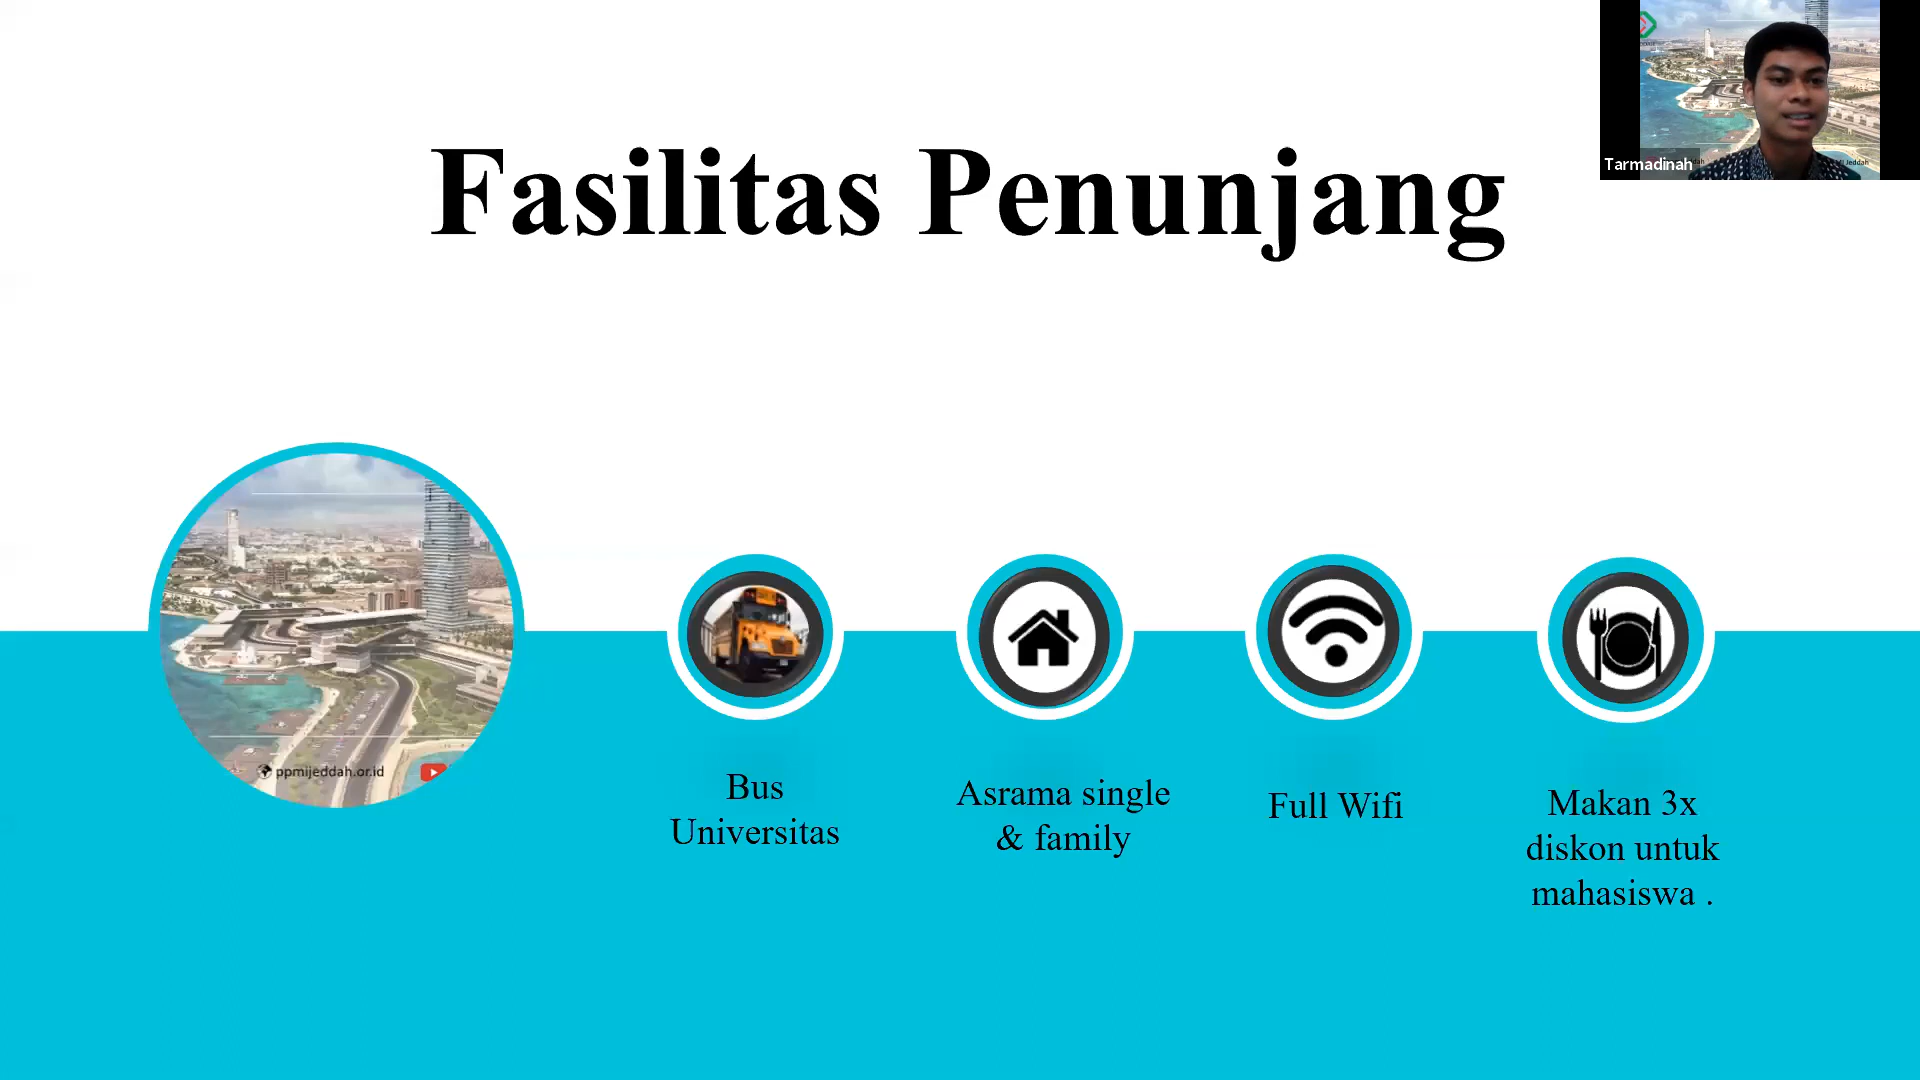 Fasilitas Penunjang
Tarmadinah
ppmijeddah.or.id
Bus
Universitas
Asrama single
& family
Full Wifi
Makan 3x
diskon untuk
mahasiswa .